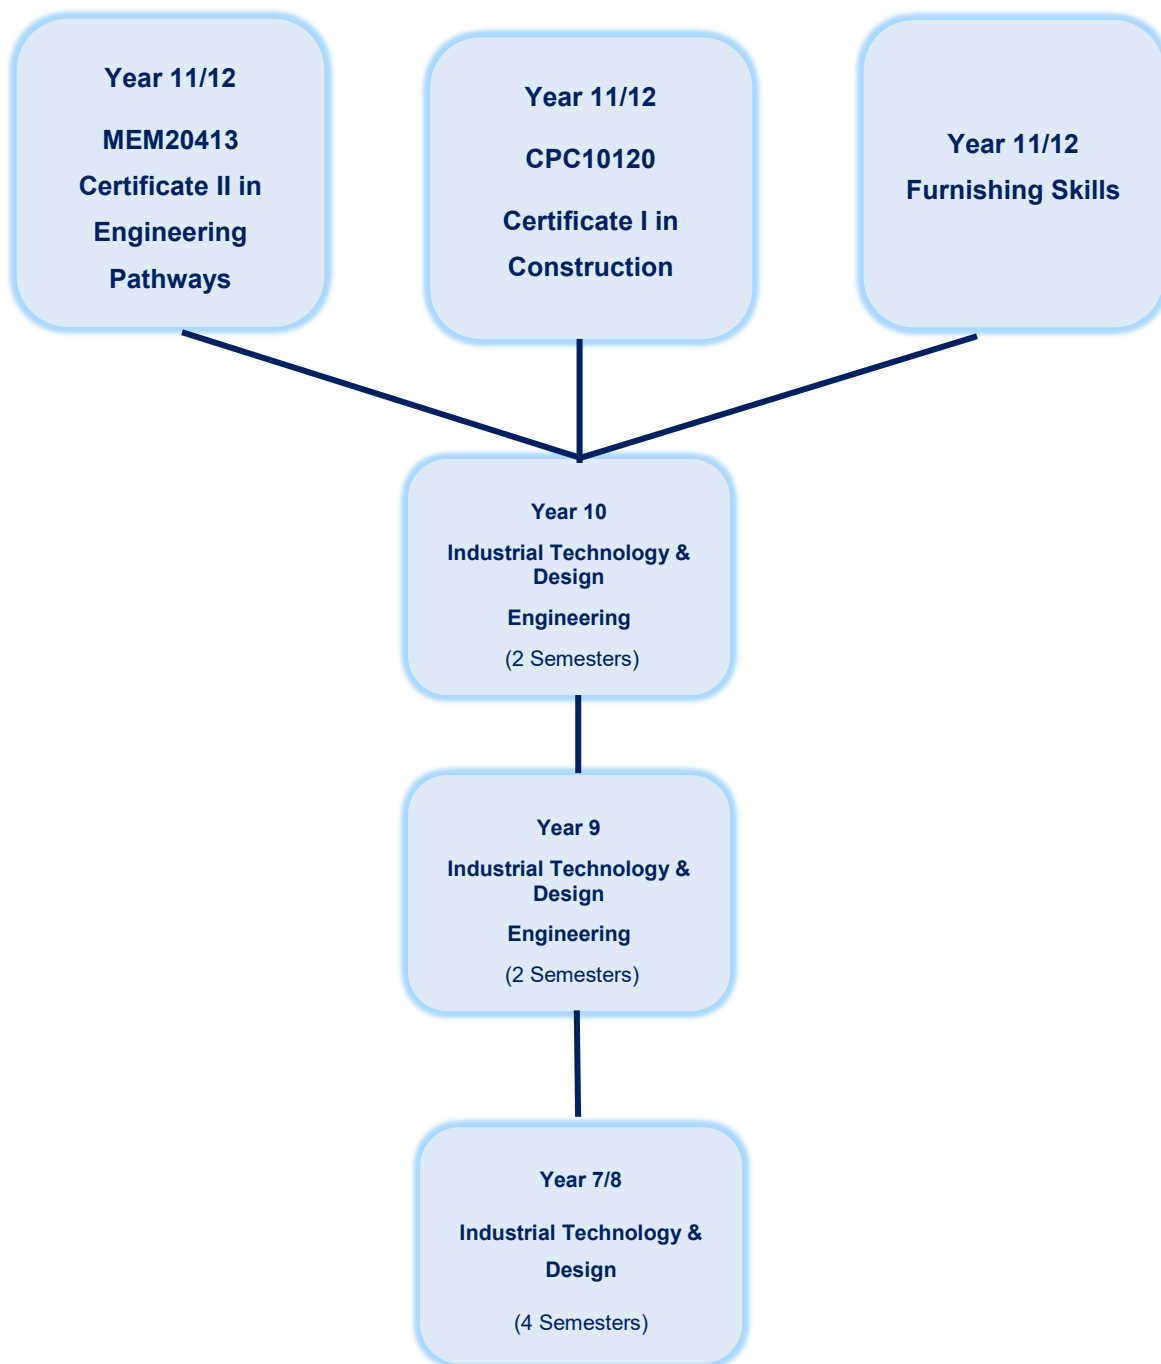 Year 11/12
MEM20413
Certificate II in
Engineering
Pathways
Year 11/12
CPC10120
Certificate I in
Construction
Year 11/12
Furnishing Skills
Year 10
Industrial Technology &
Design
Engineering
(2 Semesters)
Year 9
Industrial Technology &
Design
Engineering
(2 Semesters)
Year 7/8
Industrial Technology &
Design
(4 Semesters)